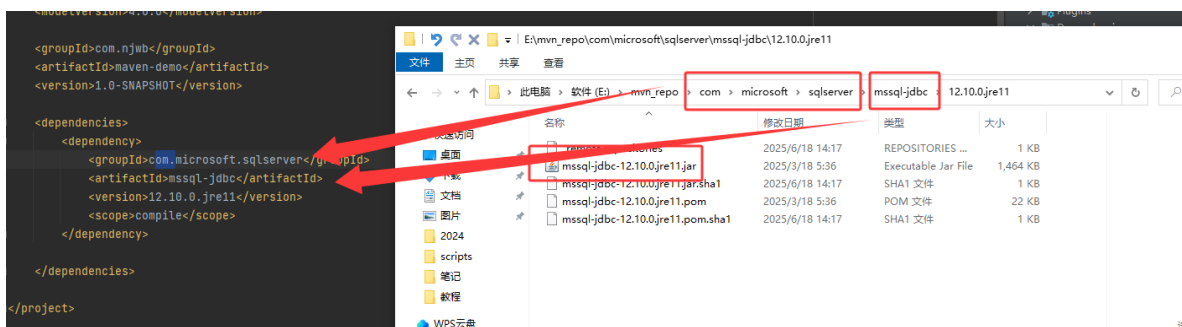 <modelVersion>4.0.0</modelVersion>
<groupId>com.njwb</groupId>
<artifactId>maven-demo</artifactId>
<version>1.0-SNAPSHOT</version>
<dependencies>
<dependency>
<groupId>com.microsoft.sqlserver</groupId>
<artifactId>mssql-jdbc</artifactId>
<version>12.10.0.jre11</version>
<scope>compile</scope>
</dependency>
</dependencies>
</project>
Plugins
E:\mvn_repo\com\microsoft\sqlserver\mssql-jdbc\12.10.0.jre11
文件 主页 共享 查看
此电脑 › 软件 (E:) › mvn_repo › com › microsoft › sqlserver › mssql-jdbc › 12.10.0.jre11
名称 修改日期 类型 大小
2025/6/18 14:17 REPOSITORIES ... 1 KB
mssql-jdbc-12.10.0.jre11.jar 2025/3/18 5:36 Executable Jar File 1,464 KB
mssql-jdbc-12.10.0.jre11.jar.sha1 2025/6/18 14:17 SHA1 文件 1 KB
mssql-jdbc-12.10.0.jre11.pom 2025/3/18 5:36 POM 文件 22 KB
mssql-jdbc-12.10.0.jre11.pom.sha1 2025/6/18 14:17 SHA1 文件 1 KB
快速访问
桌面
下载
文档
图片
2024
scripts
笔记
教程
WPS云盘